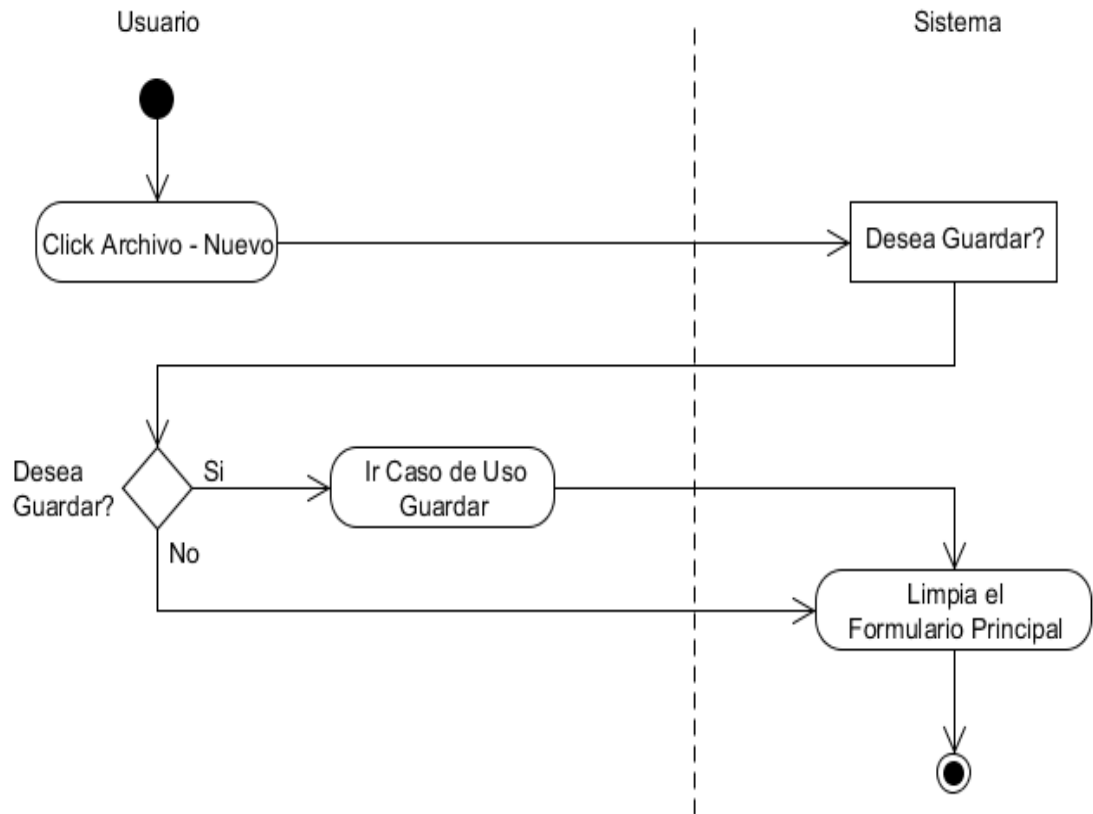 Usuario
Sistema
Click Archivo - Nuevo
Desea Guardar?
Desea
Guardar?
Si
Ir Caso de Uso
Guardar
No
Limpia el
Formulario Principal